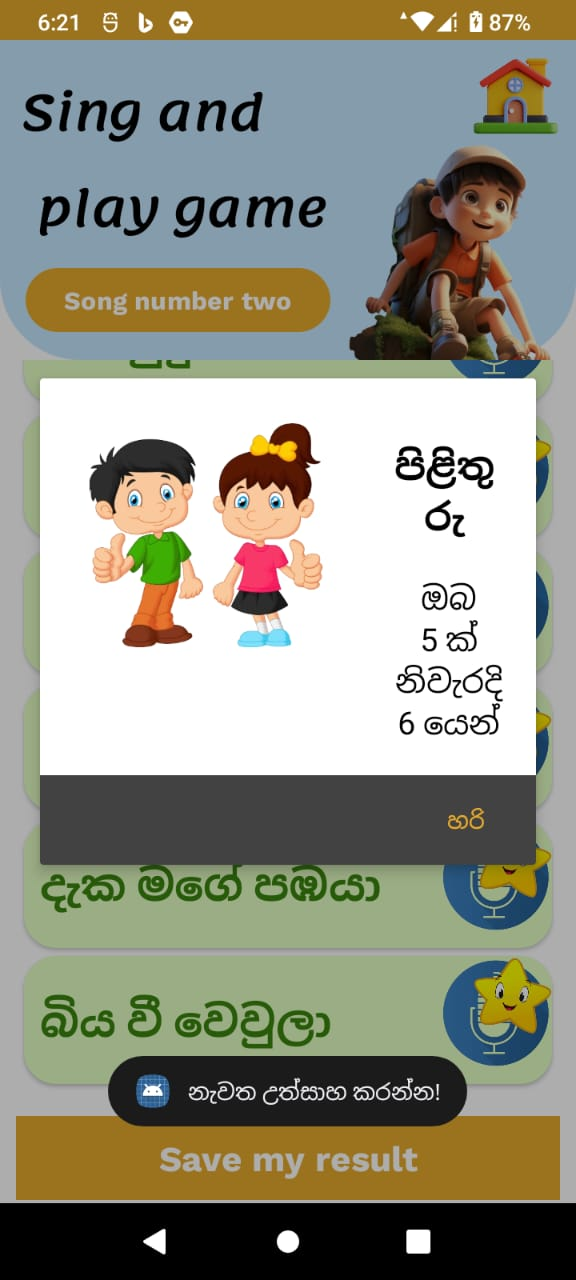 6:21
87%
Sing and
play game
Song number two
පිළිතු
රු
ඔබ
5 ක්
නිවැරදි
6 යෙන්
හරි
දැක මගේ පඹයා
බිය වී වෙවුලා
නැවත උත්සාහ කරන්න!
Save my result